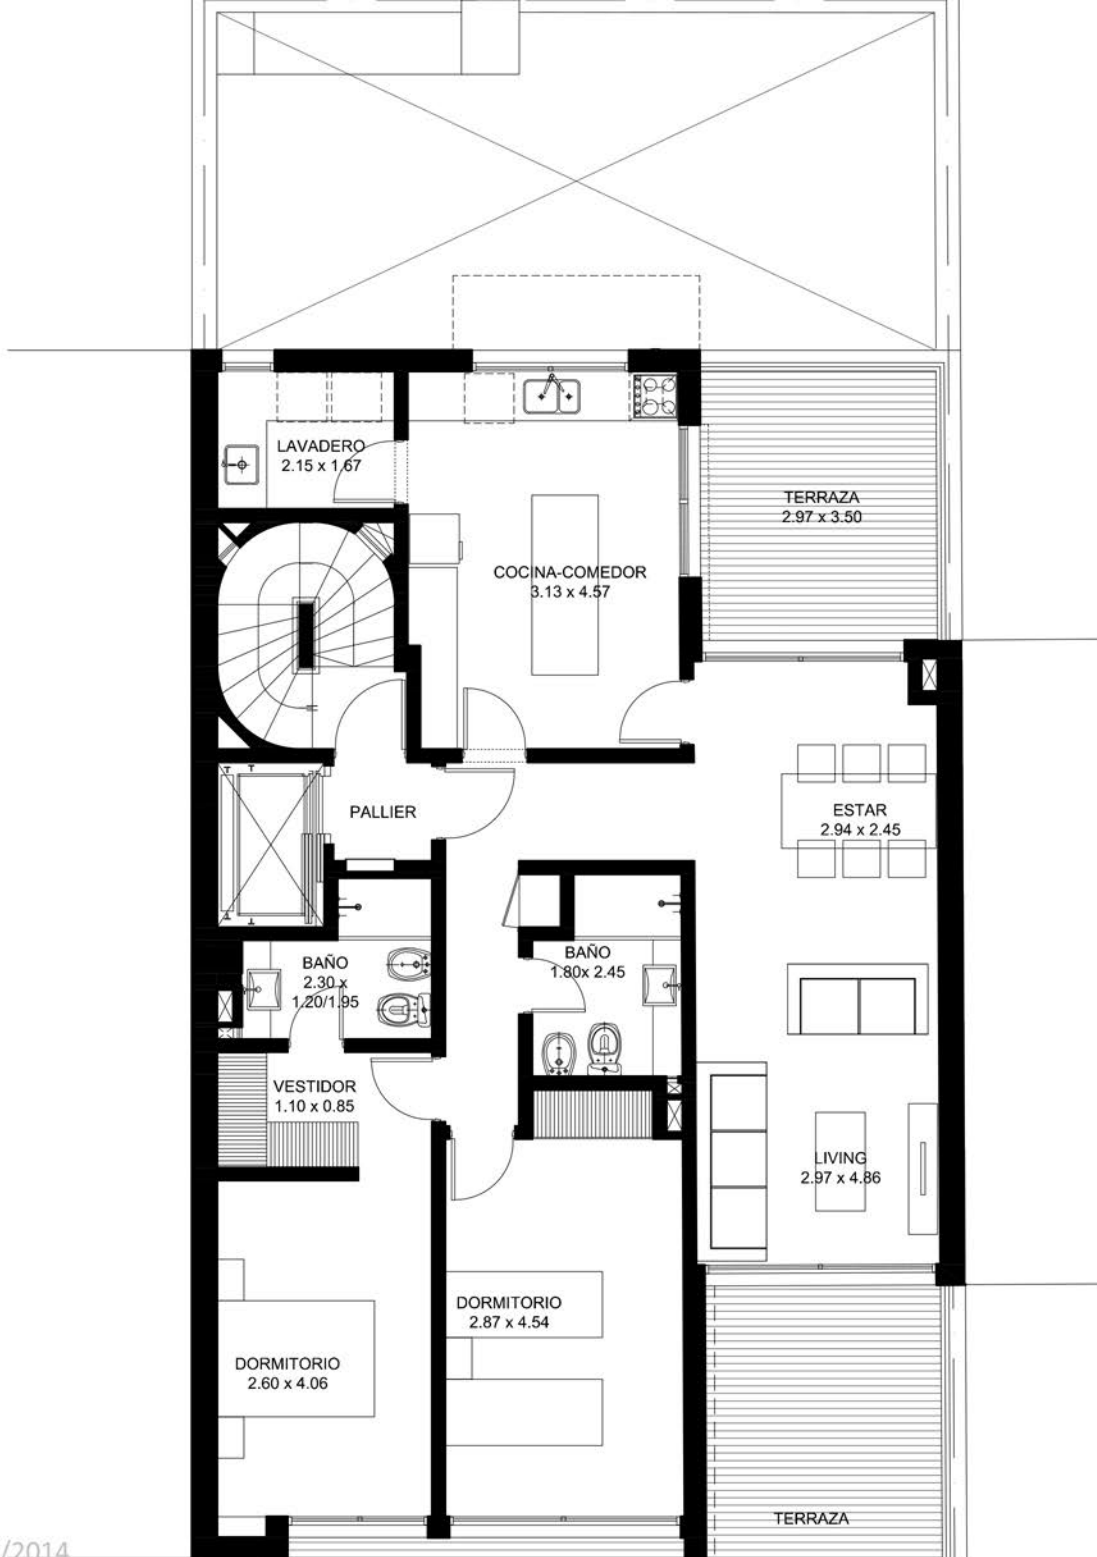 LAVADERO
2.15 x 1.67
TERRAZA
2.97 x 3.50
COCINA-COMEDOR
3.13 x 4.57
PALLIER
ESTAR
2.94 x 2.45
BAÑO
2.30 x
1.20/1.95
BAÑO
1.80x 2.45
VESTIDOR
1.10 x 0.85
LIVING
2.97 x 4.86
DORMITORIO
2.87 x 4.54
DORMITORIO
2.60 x 4.06
TERRAZA
/2014